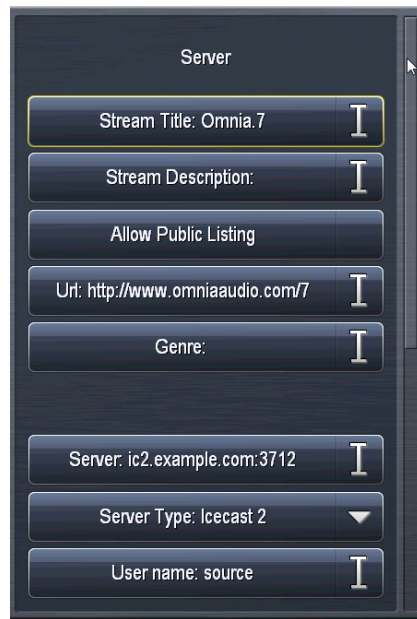 Server
Stream Title: Omnia.7
Stream Description:
Allow Public Listing
Url: http://www.omniaaudio.com/7
Genre:
Server: ic2.example.com:3712
Server Type: Icecast 2
User name: source